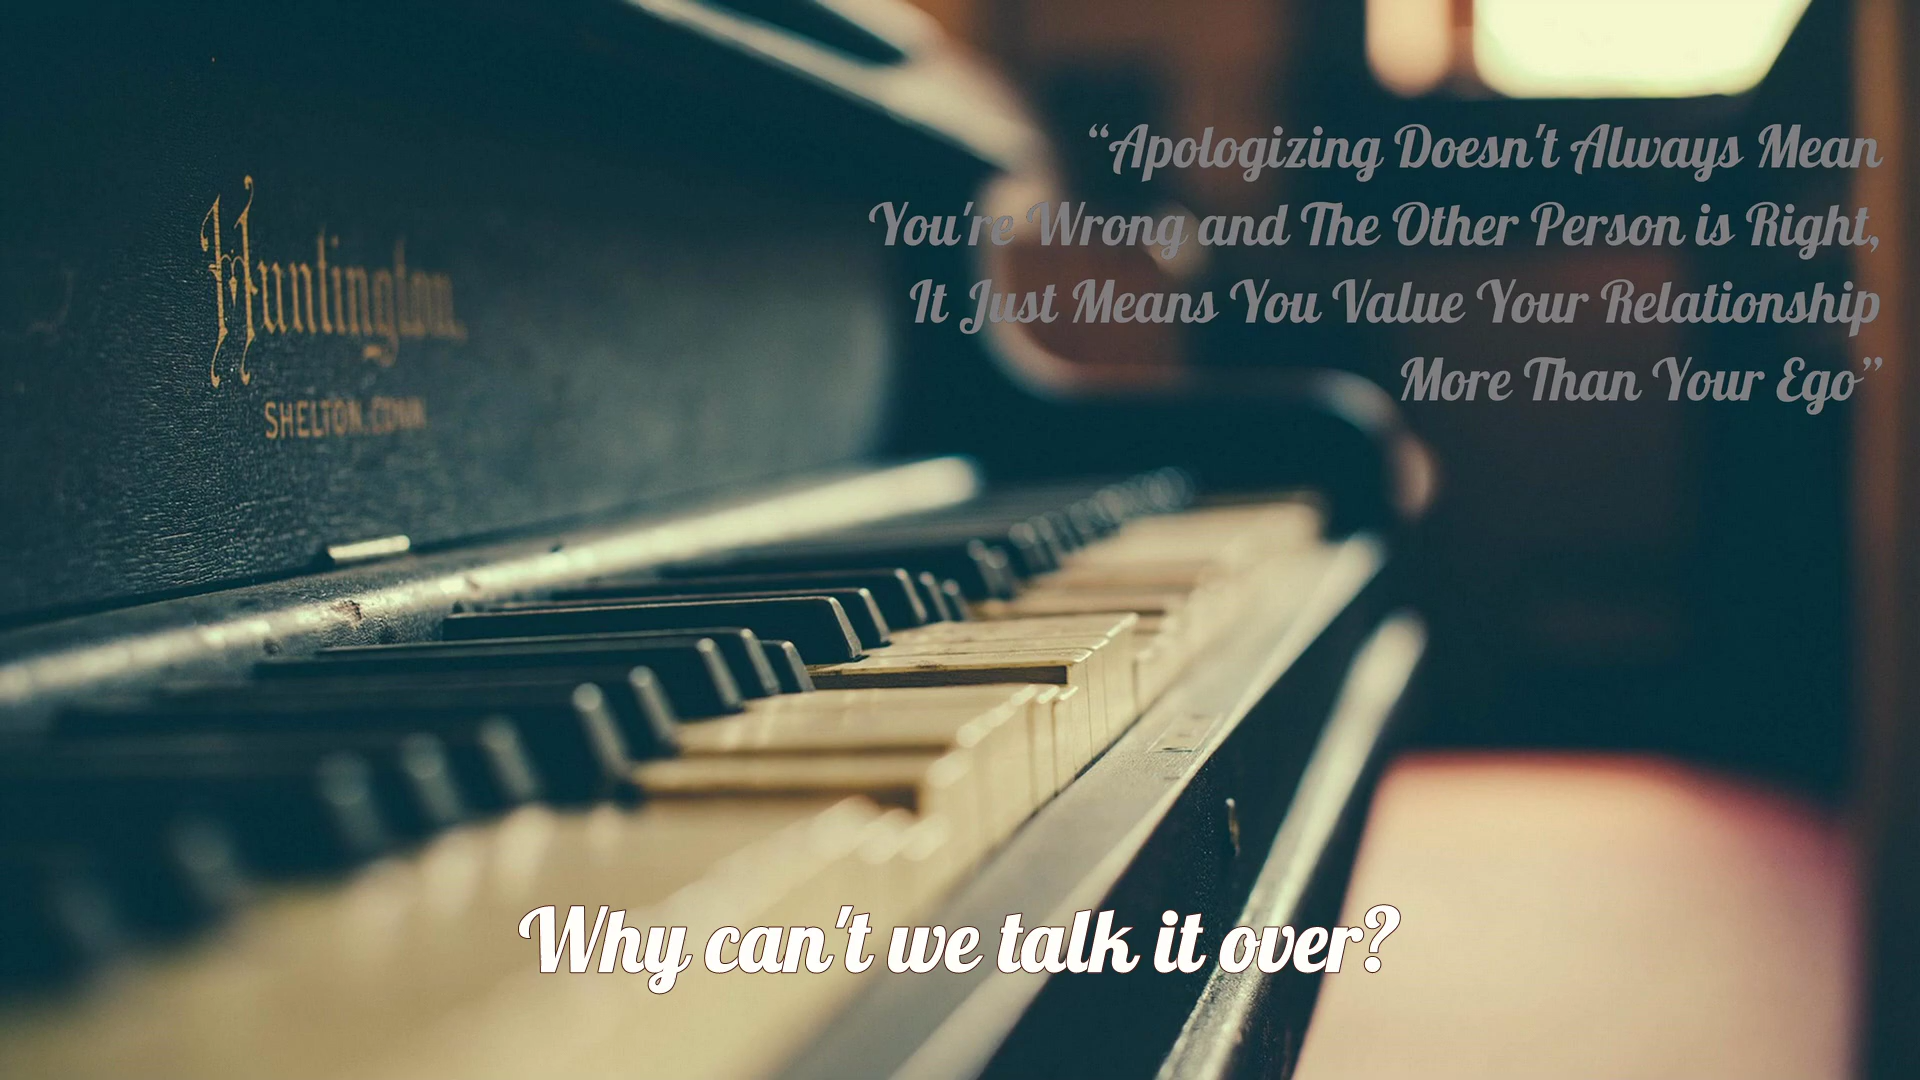 “Apologizing Doesn't Always Mean
You're Wrong and The Other Person is Right,
It Just Means You Value Your Relationship
More Than Your Ego”
Huntington
SHELTON, CONN.
Why can't we talk it over?